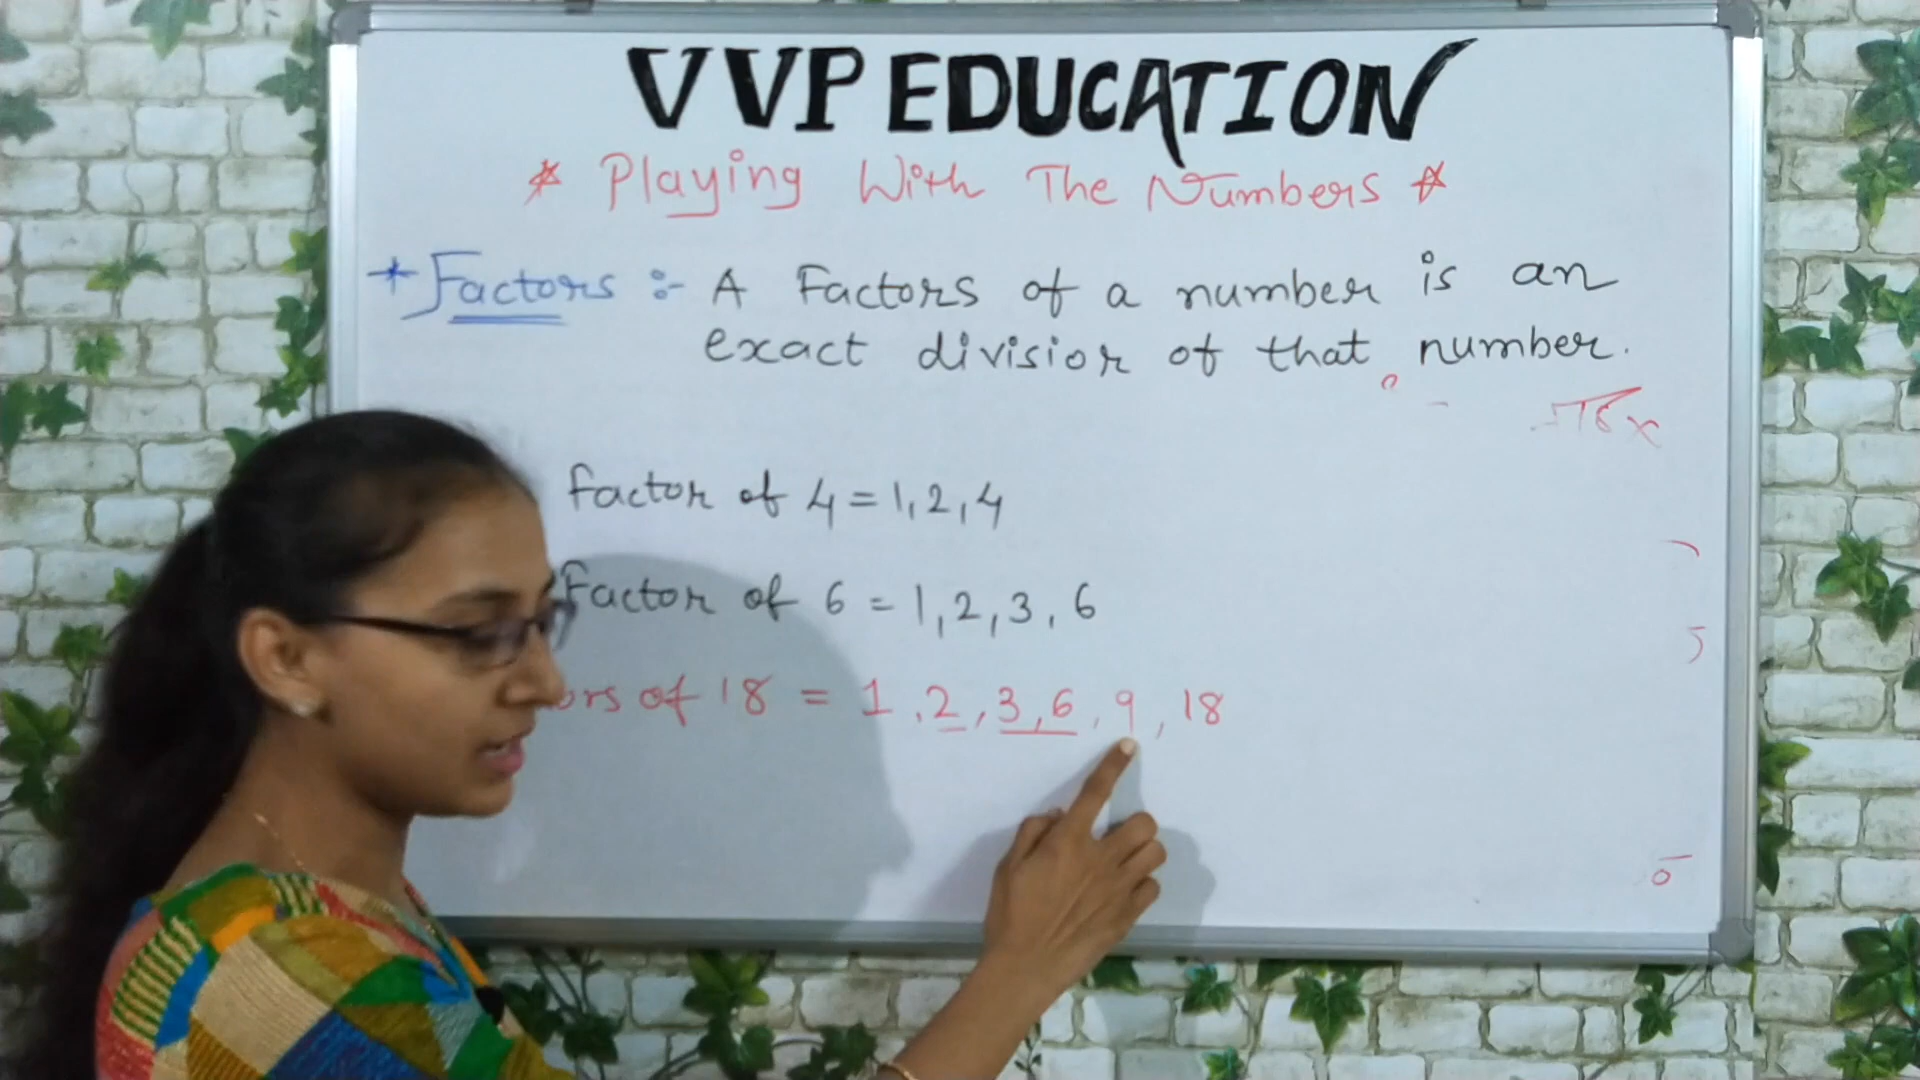 VVP EDUCATION
* Playing With The Numbers *
+ Factors :- A Factors of a number is an
exact divisior of that number.
factor of 4 = 1, 2, 4
Factor of 6 = 1, 2, 3, 6
ors of 18 = 1, 2, 3, 6, 9, 18